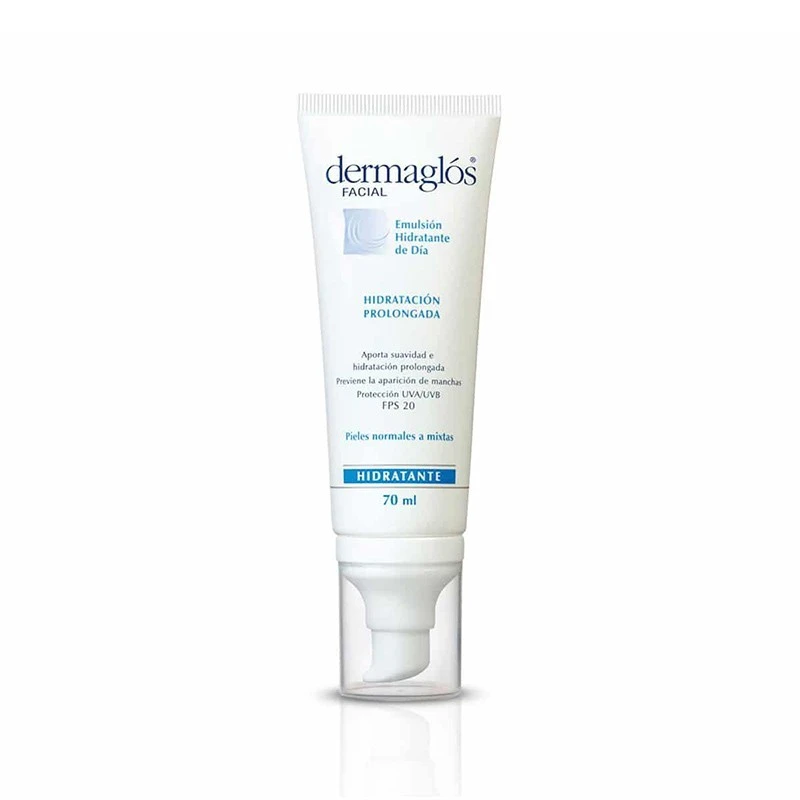 dermaglós®
FACIAL
Emulsión
Hidratante
de Día
HIDRATACIÓN
PROLONGADA
Aporta suavidad e
hidratación prolongada
Previene la aparición de manchas
Protección UVA/UVB
FPS 20
Pieles normales a mixtas
HIDRATANTE
70 ml